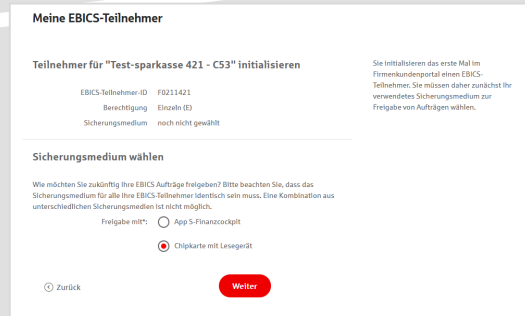 Meine EBICS-Teilnehmer
Teilnehmer für "Test-sparkasse 421 - C53" initialisieren
EBICS-Teilnehmer-ID F0211421
Berechtigung Einzeln (E)
Sicherungsmedium noch nicht gewählt
Sie initialisieren das erste Mal im
Firmenkundenportal einen EBICS-
Teilnehmer. Sie müssen daher zunächst Ihr
verwendetes Sicherungsmedium zur
Freigabe von Aufträgen wählen.
Sicherungsmedium wählen
Wie möchten Sie zukünftig Ihre EBICS Aufträge freigeben? Bitte beachten Sie, dass das
Sicherungsmedium für alle Ihre EBICS-Teilnehmer identisch sein muss. Eine Kombination aus
unterschiedlichen Sicherungsmedien ist nicht möglich.
Freigabe mit*: App S-Finanzcockpit
Chipkarte mit Lesegerät
Zurück
Weiter